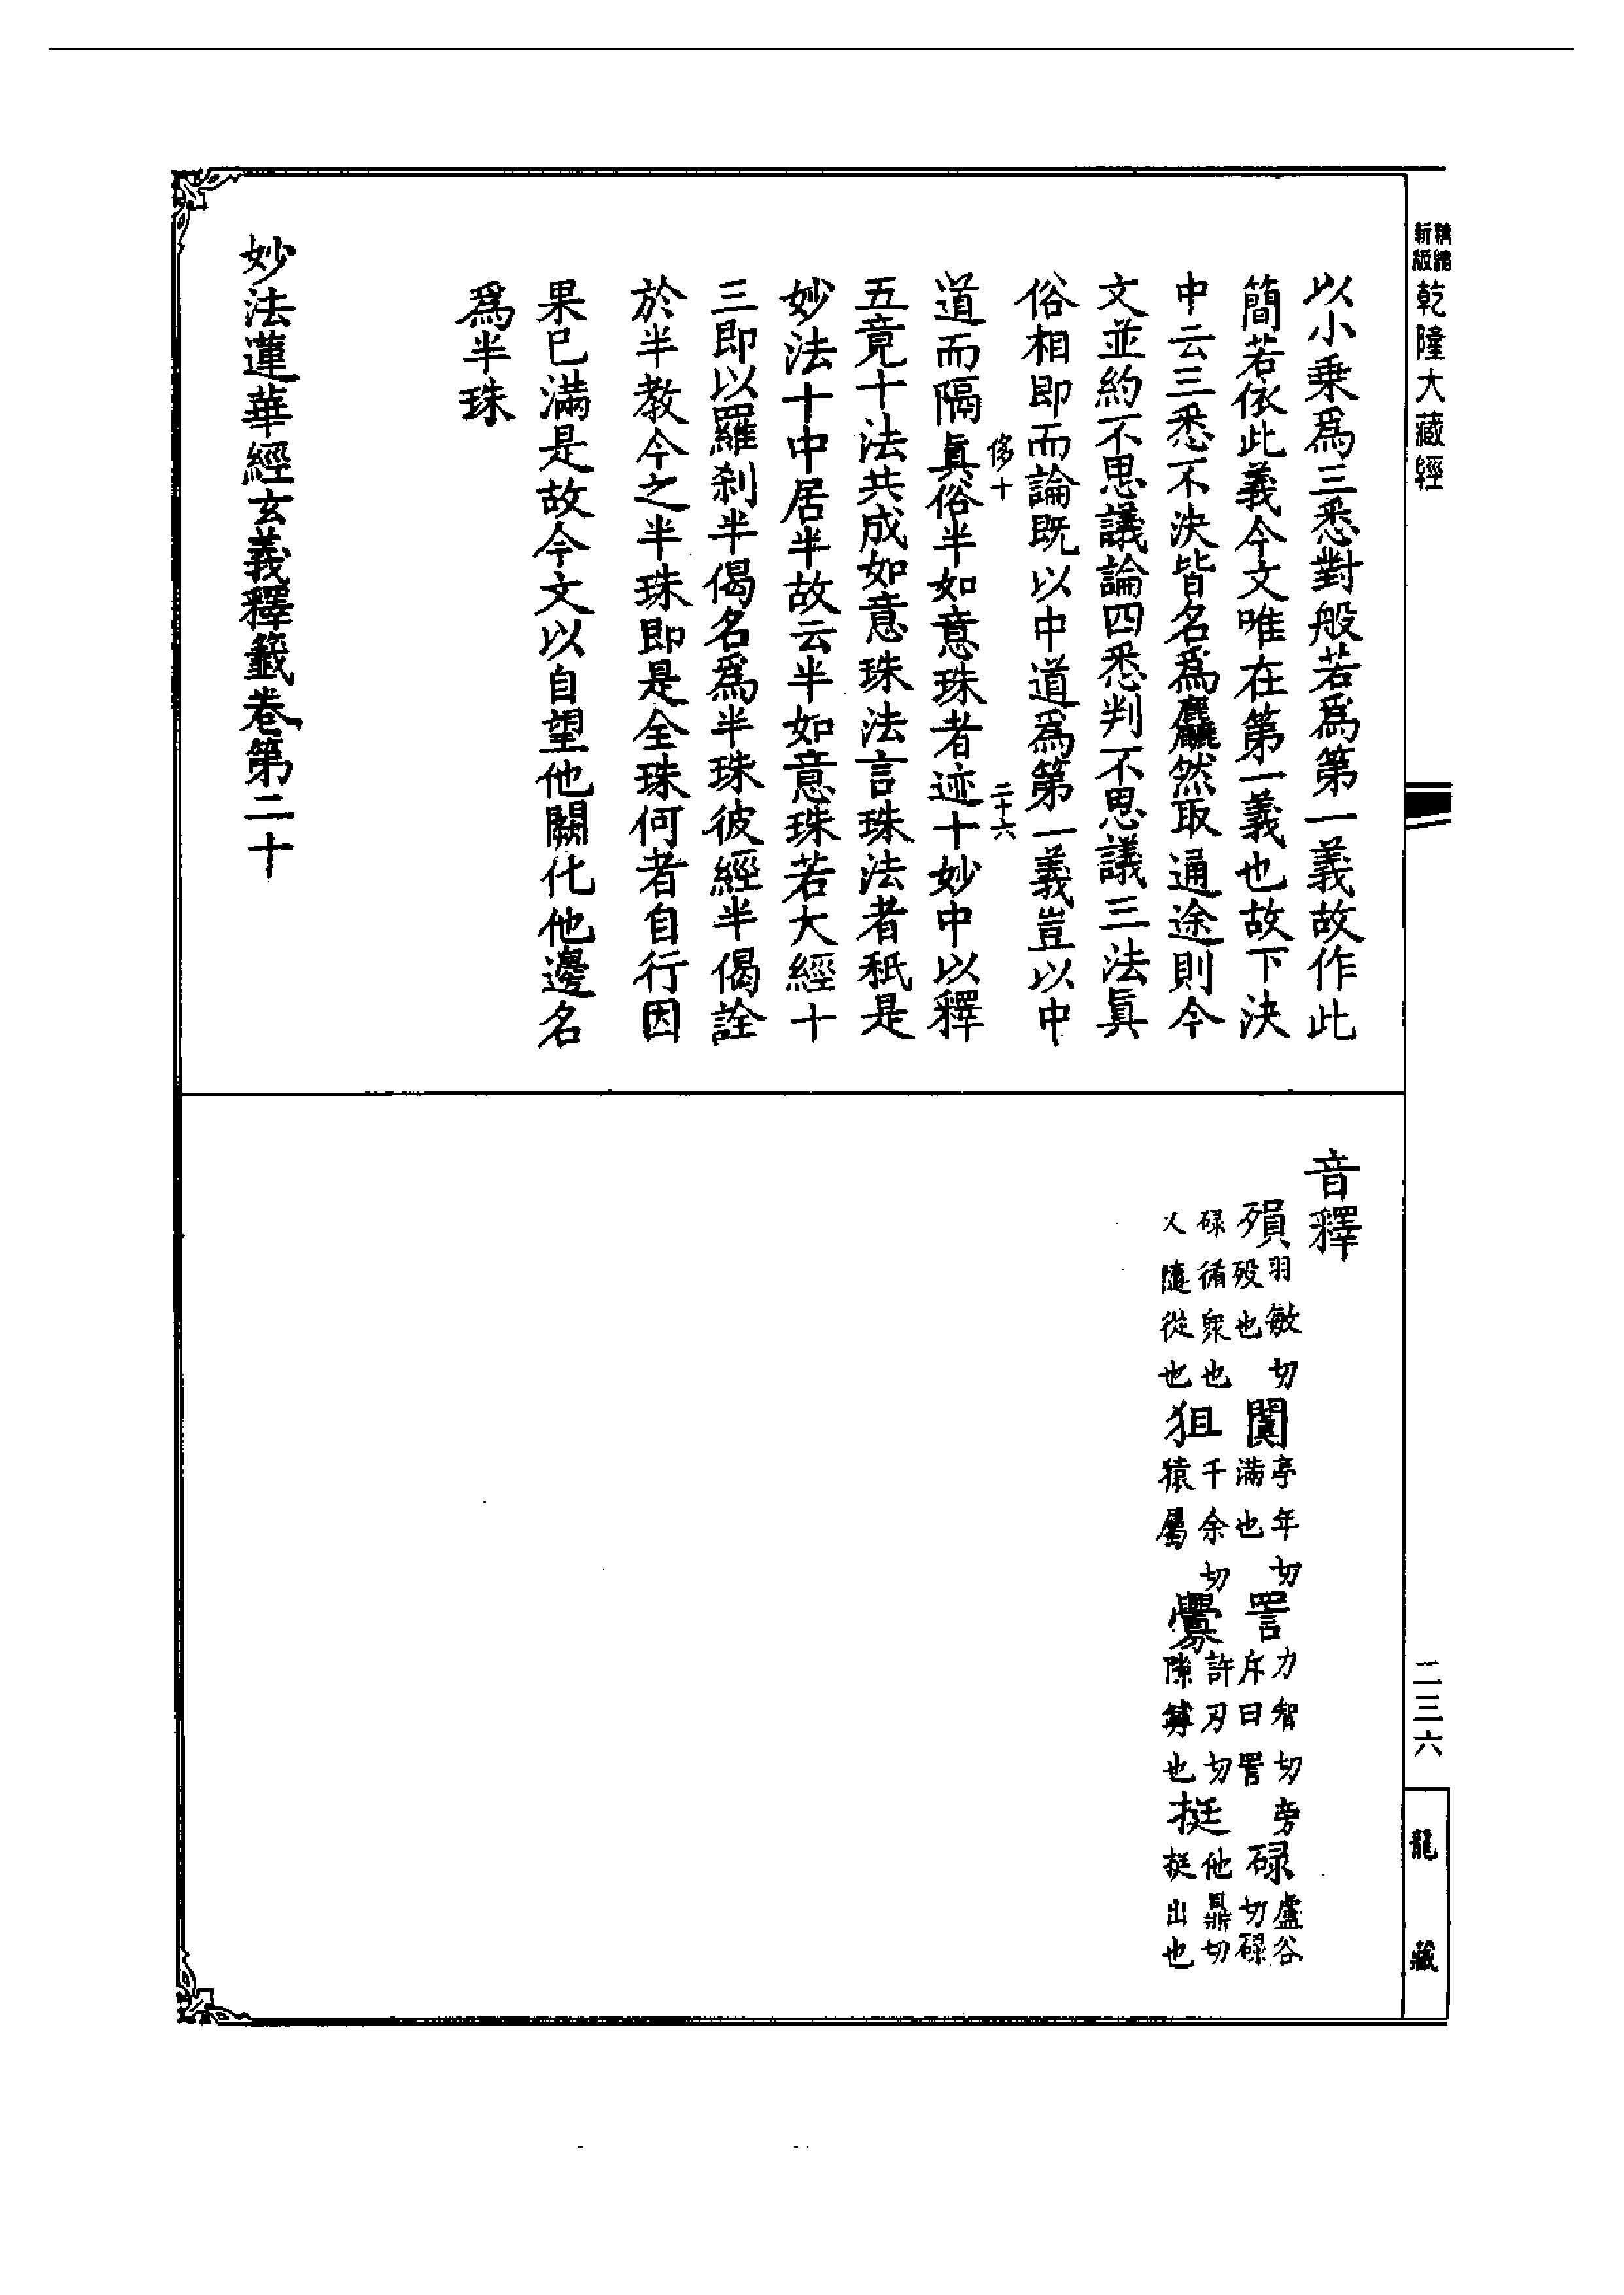 新精
版縮
乾隆大藏經
以小乘爲三悉對般若爲第一義故作此
簡若依此義今文唯在第一義也故下決
中云三悉不決皆名爲麤然取通途則今
文並約不思議論四悉判不思議三法眞
俗相即而論既以中道爲第一義豈以中
十
二十六
道而隔眞俗半如意珠者迹十妙中以釋
五竟十法共成如意珠法言珠法者秖是
妙法十中居半故云半如意珠若大經十
三即以羅刹半偈名爲半珠彼經半偈詮
於半教今之半珠即是全珠何者自行因
果已滿是故今文以自望他闕化他邊名
爲半珠
妙法蓮華經玄義釋籤卷第二十
音釋
殞羽敏切歿也 闐亭年切滿也 詈力智切旁斥曰詈 碌盧谷切碌
碌循衆也人隨從也 狙千余切猿屬 釁許刃切隙罅也 挺他鼎切挺出也
二三六
龍藏